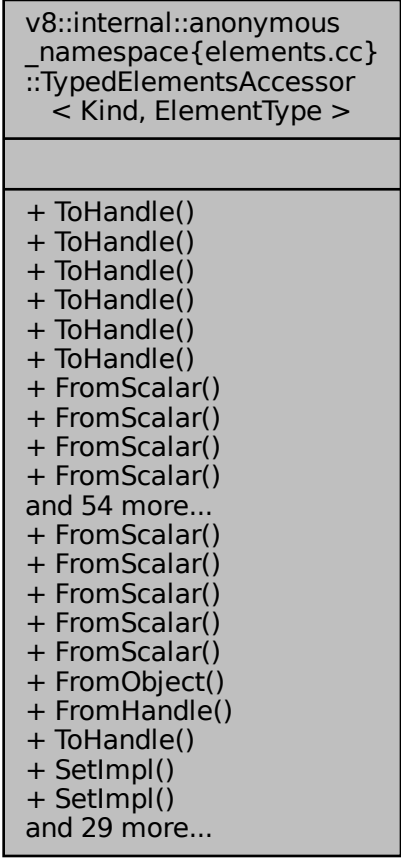 v8::internal::anonymous
_namespace{elements.cc}
::TypedElementsAccessor
< Kind, ElementType >
+ ToHandle()
+ ToHandle()
+ ToHandle()
+ ToHandle()
+ ToHandle()
+ ToHandle()
+ FromScalar()
+ FromScalar()
+ FromScalar()
+ FromScalar()
and 54 more...
+ FromScalar()
+ FromScalar()
+ FromScalar()
+ FromScalar()
+ FromScalar()
+ FromObject()
+ FromHandle()
+ ToHandle()
+ SetImpl()
+ SetImpl()
and 29 more...